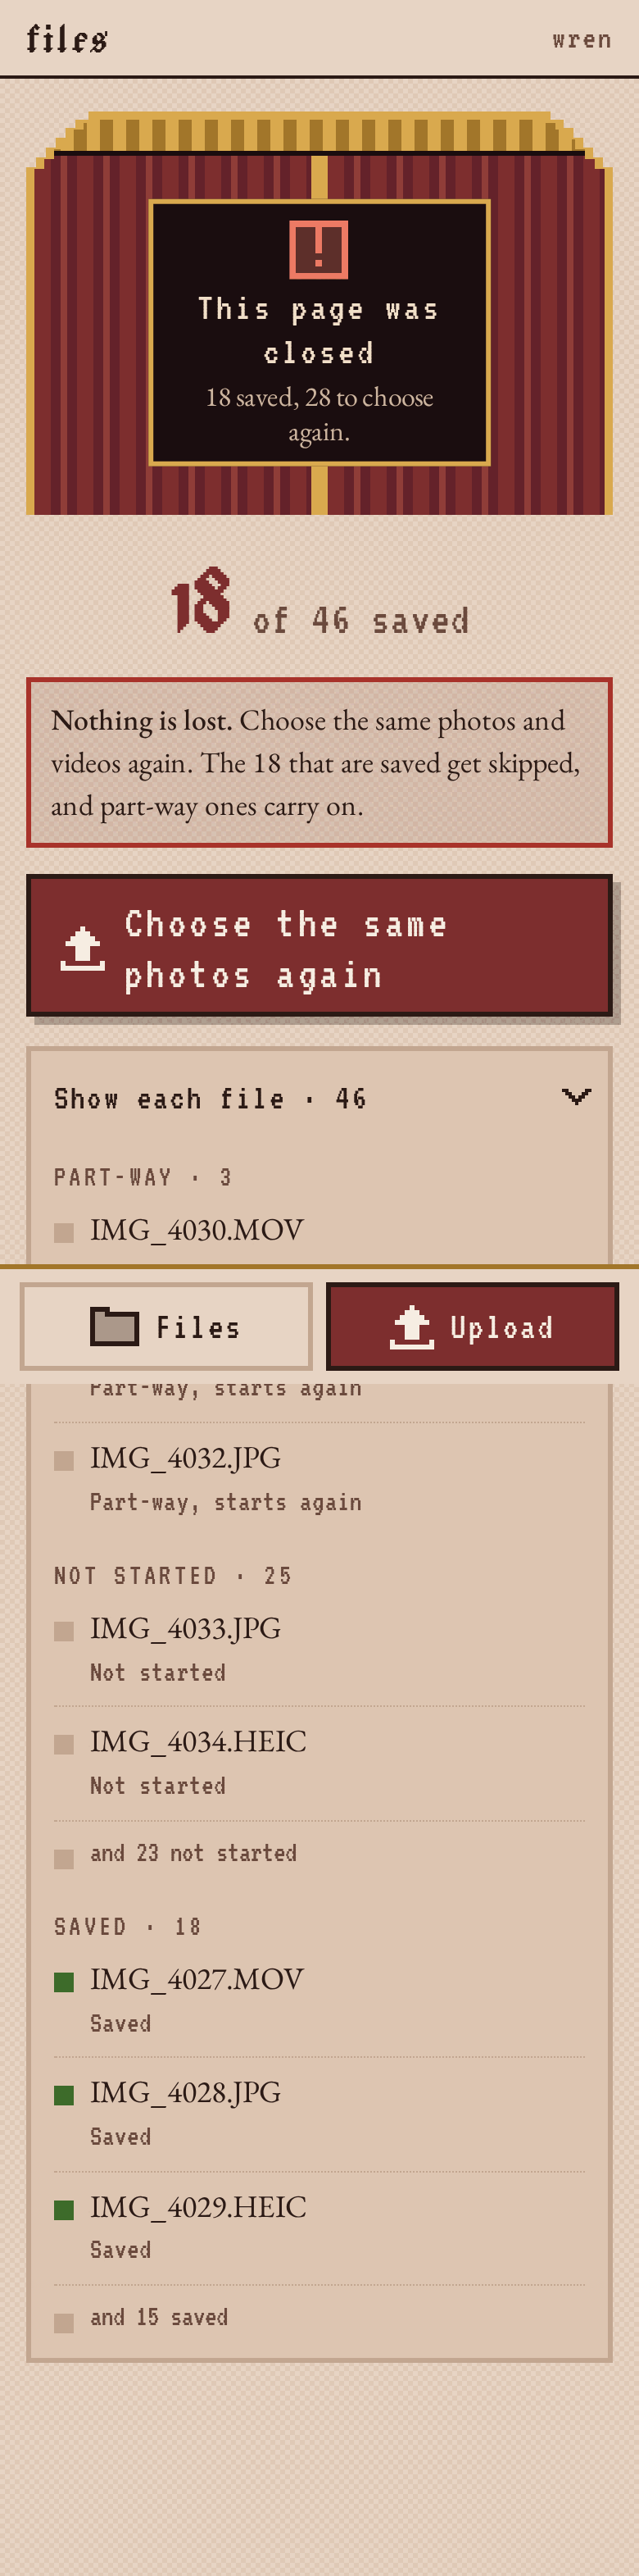 files
wren
!
This page was
closed
18 saved, 28 to choose
again.
18 of 46 saved
Nothing is lost. Choose the same photos and
videos again. The 18 that are saved get skipped,
and part-way ones carry on.
Choose the same
photos again
Show each file · 46
PART-WAY · 3
IMG_4030.MOV
Files
Upload
Part-way, starts again
IMG_4032.JPG
Part-way, starts again
NOT STARTED · 25
IMG_4033.JPG
Not started
IMG_4034.HEIC
Not started
and 23 not started
SAVED · 18
IMG_4027.MOV
Saved
IMG_4028.JPG
Saved
IMG_4029.HEIC
Saved
and 15 saved